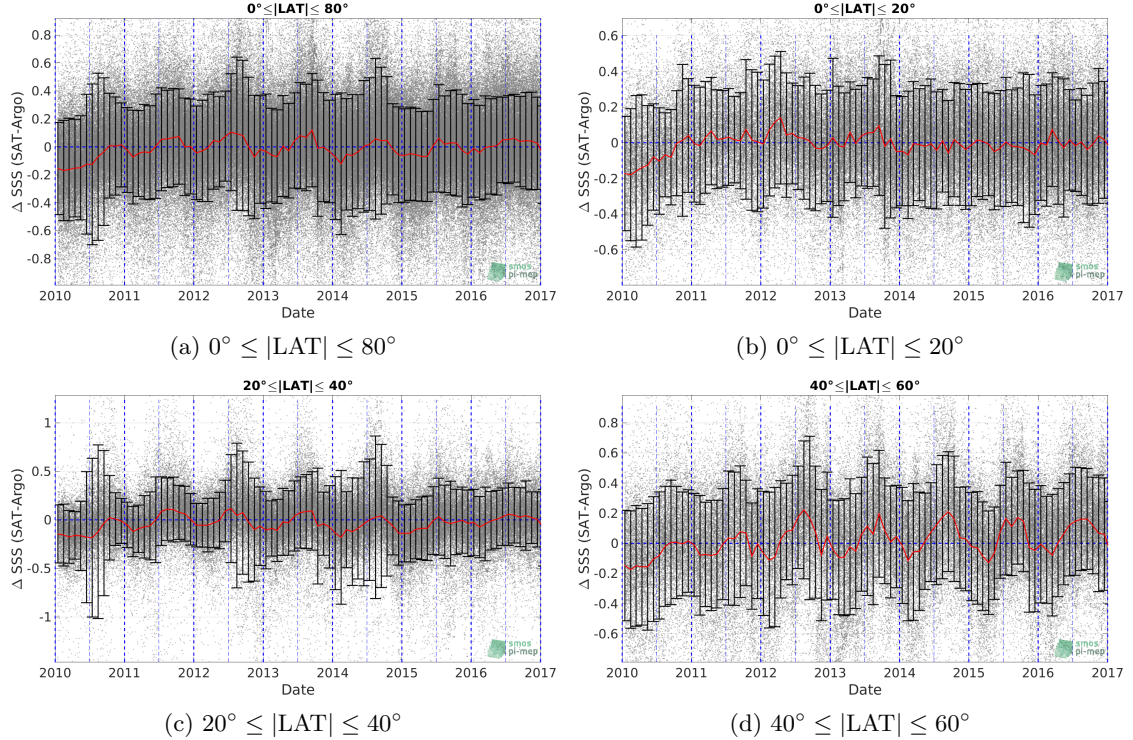 0°≤|LAT|≤ 80°
Δ SSS (SAT-Argo)
0.8
0.6
0.4
0.2
0
-0.2
-0.4
-0.6
-0.8
2010 2011 2012 2013 2014 2015 2016 2017
Date
smos
pi-mep
(a) 0° ≤ |LAT| ≤ 80°
0°≤|LAT|≤ 20°
Δ SSS (SAT-Argo)
0.6
0.4
0.2
0
-0.2
-0.4
-0.6
2010 2011 2012 2013 2014 2015 2016 2017
Date
smos
pi-mep
(b) 0° ≤ |LAT| ≤ 20°
20°≤|LAT|≤ 40°
Δ SSS (SAT-Argo)
1
0.5
0
-0.5
-1
2010 2011 2012 2013 2014 2015 2016 2017
Date
smos
pi-mep
(c) 20° ≤ |LAT| ≤ 40°
40°≤|LAT|≤ 60°
Δ SSS (SAT-Argo)
0.8
0.6
0.4
0.2
0
-0.2
-0.4
-0.6
2010 2011 2012 2013 2014 2015 2016 2017
Date
smos
pi-mep
(d) 40° ≤ |LAT| ≤ 60°